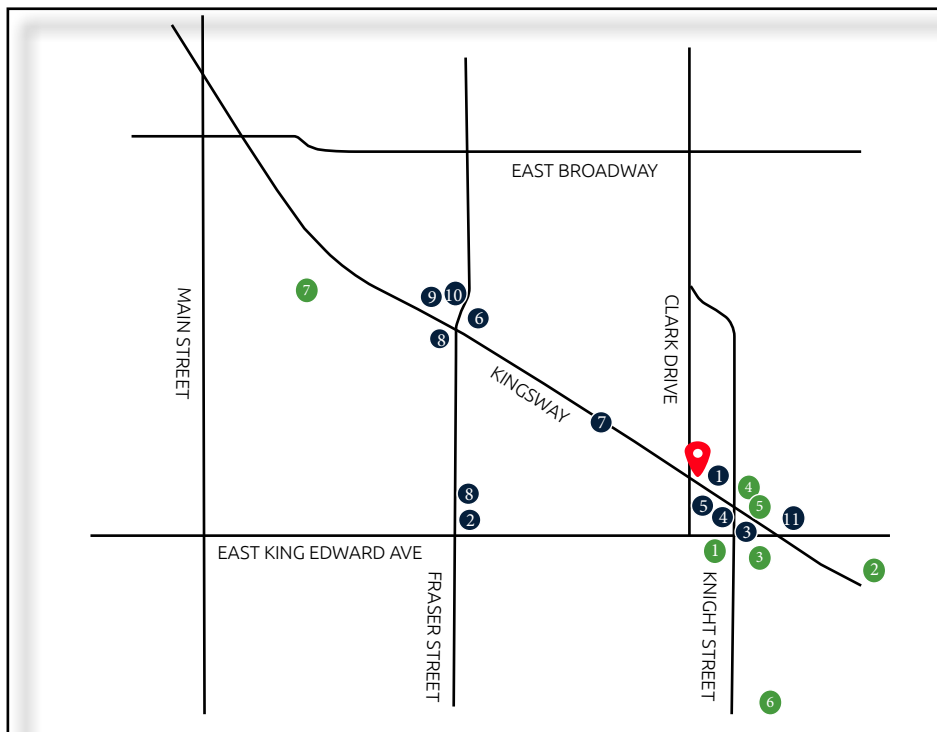 EAST BROADWAY
7
9
10
MAIN STREET
6
CLARK DRIVE
8
KINGSWAY
7
1
4
8
5
5
4
11
2
3
EAST KING EDWARD AVE
1
3
2
FRASER STREET
KNIGHT STREET
6